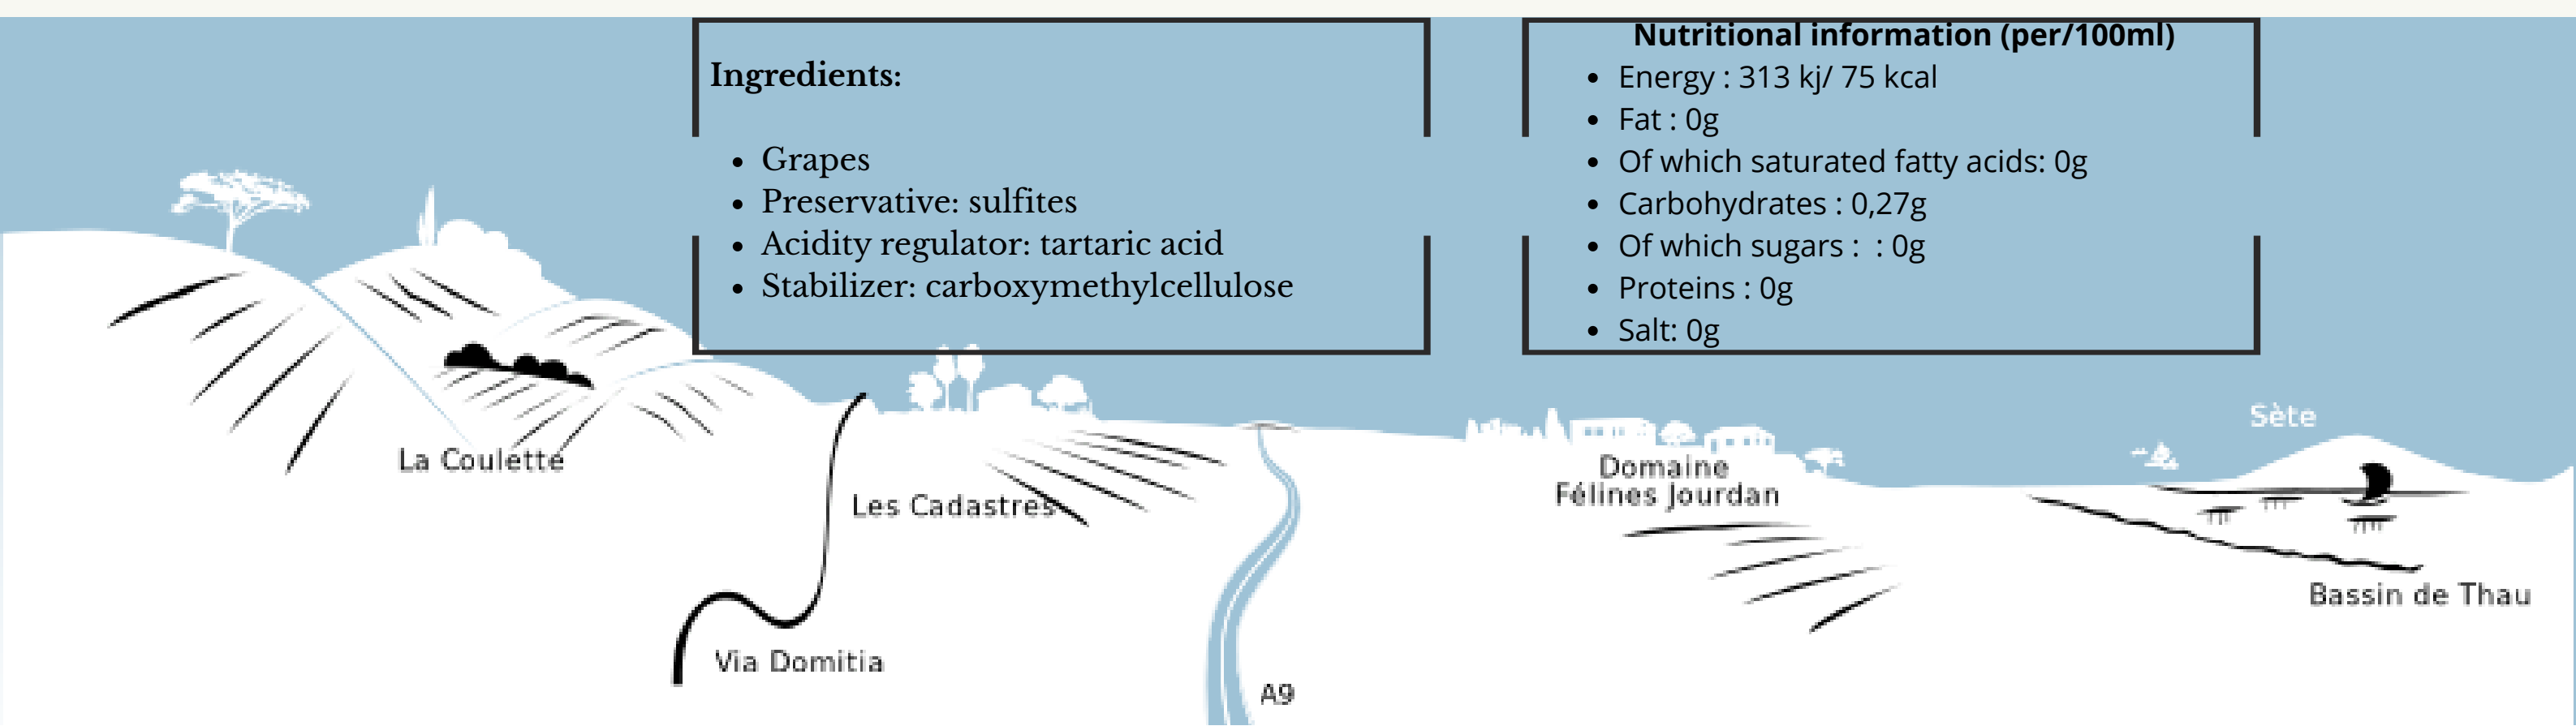 Ingredients:
Grapes
Preservative: sulfites
Acidity regulator: tartaric acid
Stabilizer: carboxymethylcellulose
Nutritional information (per/100ml)
Energy : 313 kj/ 75 kcal
Fat : 0g
Of which saturated fatty acids: 0g
Carbohydrates : 0,27g
Of which sugars :  : 0g
Proteins : 0g
Salt: 0g
La Coulette
Les Cadastres
Via Domitia
A9
Domaine
Félines Jourdan
Sète
Bassin de Thau